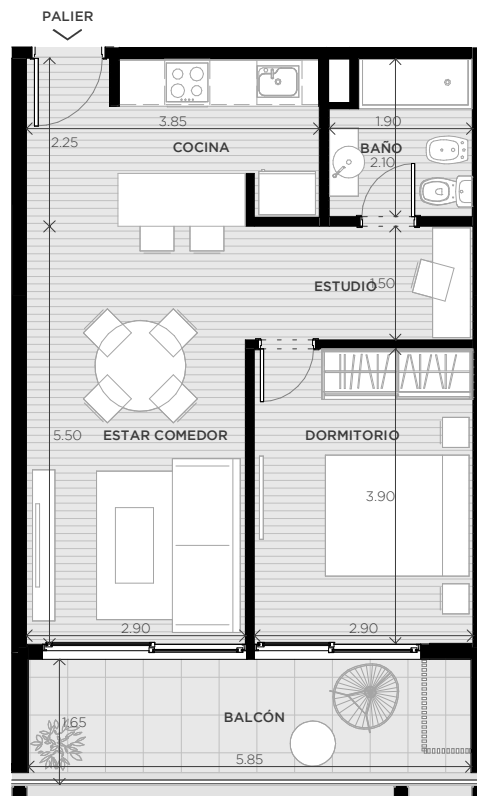 PALIER
3.85
1.90
2.25
COCINA
BAÑO
2.10
ESTUDIO
1.50
5.50
ESTAR COMEDOR
DORMITORIO
3.90
2.90
2.90
BALCÓN
1.65
5.85